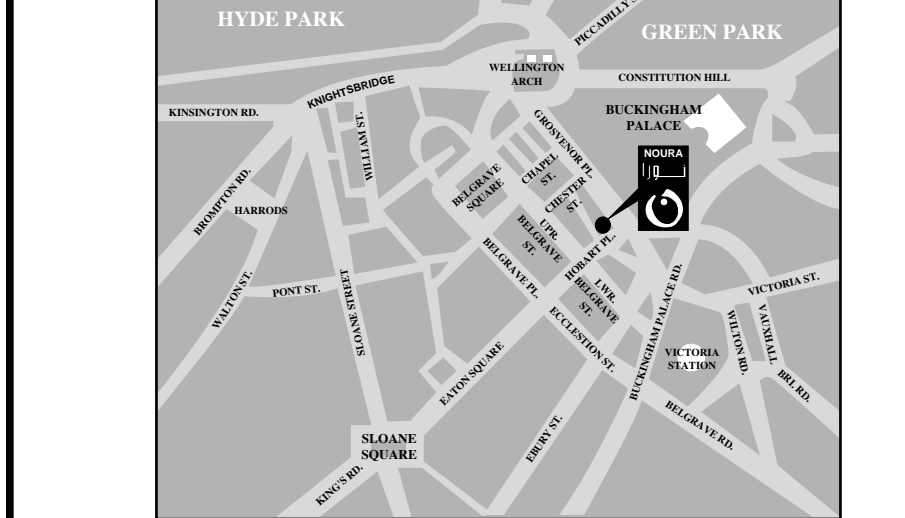 HYDE PARK
PICCADILLY S
GREEN PARK
WELLINGTON
ARCH
CONSTITUTION HILL
KNIGHTSBRIDGE
KINSINGTON RD.
WILLIAM ST.
GROSVENOR PL.
BUCKINGHAM
PALACE
NOURA
نورا
CHAPEL
ST.
BELGRAVE
SQUARE
CHESTER
ST.
BROMPTON RD.
HARRODS
UPR.
BELGRAVE
ST.
HOBART PL.
BELGRAVE PL.
LWR.
BELGRAVE
ST.
VICTORIA ST.
PONT ST.
WALTON ST.
SLOANE STREET
ECCLESTION ST.
BUCKINGHAM PALACE RD.
VICTORIA
STATION
WILTON RD.
VAUXHALL
BRI. RD.
EATON SQUARE
BELGRAVE RD.
EBURY ST.
SLOANE
SQUARE
KING'S RD.